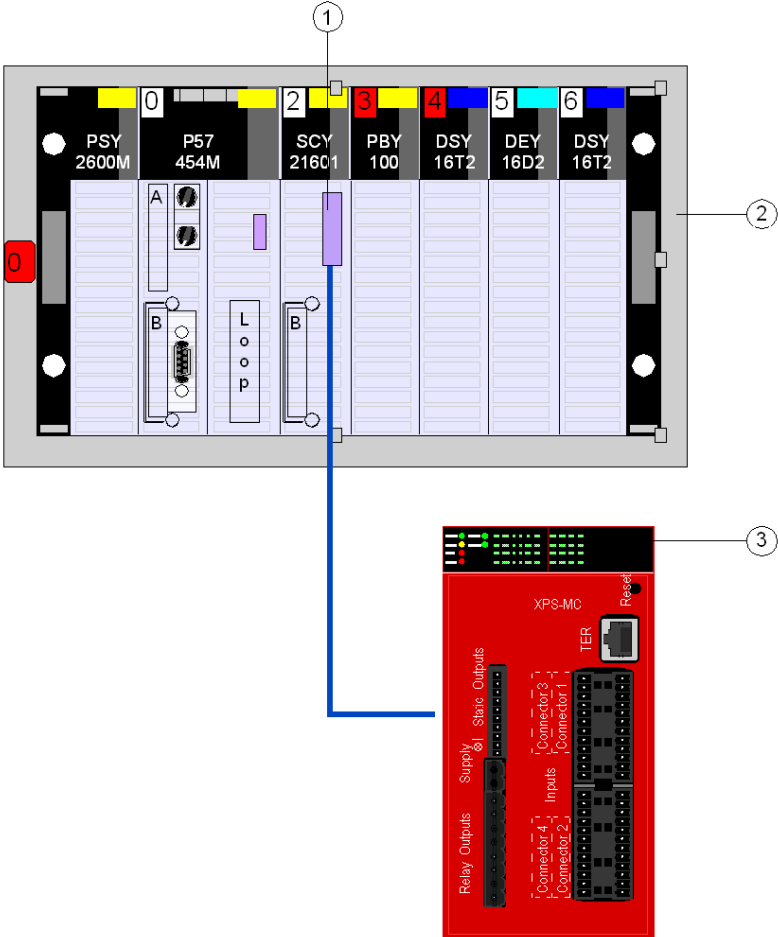 1
0 2 3 4 5 6
PSY P57 SCY PBY DSY DEY DSY
2600M 454M 21601 100 16T2 16D2 16T2
A
2
0
B Loop B
3
Reset
XPS-MC
TER
Static Outputs
Connector 3
Connector 1
Supply
Inputs
Relay Outputs
Connector 4
Connector 2